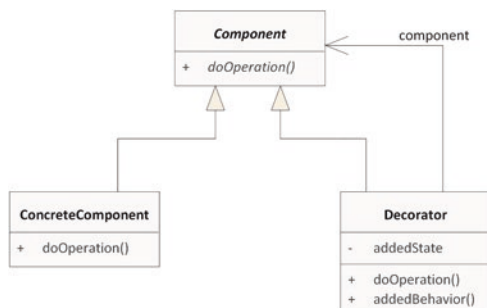 Component
+ doOperation()
component
ConcreteComponent
+ doOperation()
Decorator
- addedState
+ doOperation()
+ addedBehavior()